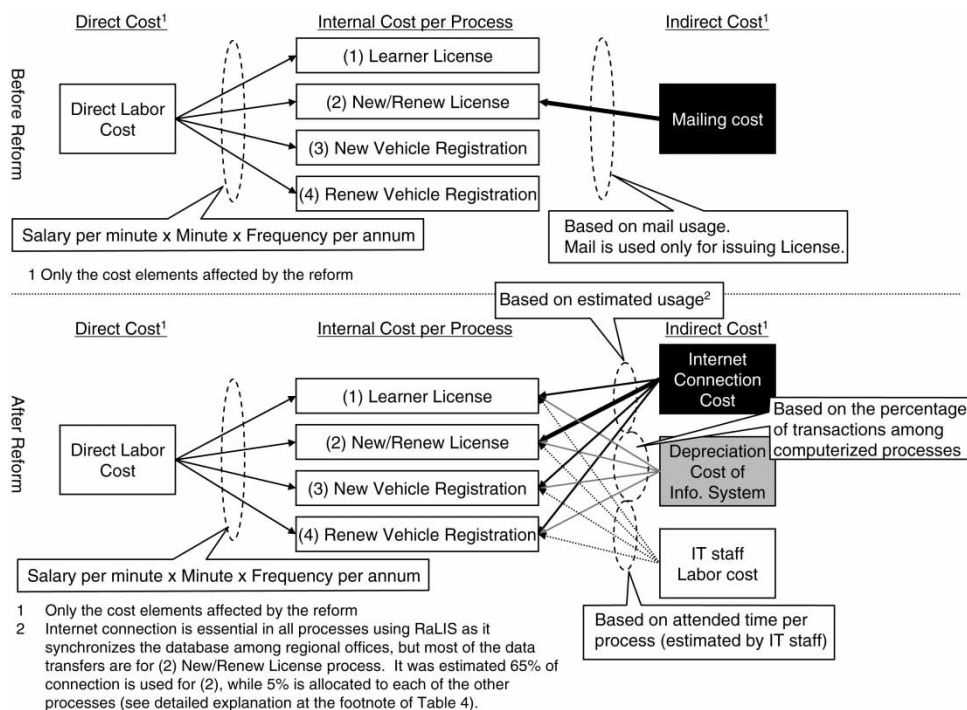 Direct Cost1
Internal Cost per Process
Indirect Cost1
Before Reform
Direct Labor
Cost
(1) Learner License
(2) New/Renew License
(3) New Vehicle Registration
(4) Renew Vehicle Registration
Mailing cost
Salary per minute x Minute x Frequency per annum
Based on mail usage.
Mail is used only for issuing License.
1 Only the cost elements affected by the reform
Based on estimated usage2
Direct Cost1
Internal Cost per Process
Indirect Cost1
After Reform
Direct Labor
Cost
(1) Learner License
(2) New/Renew License
(3) New Vehicle Registration
(4) Renew Vehicle Registration
Internet
Connection
Cost
Based on the percentage
of transactions among
computerized processes
Depreciation
Cost of
Info. System
IT staff
Labor cost
Salary per minute x Minute x Frequency per annum
Based on attended time per
process (estimated by IT staff)
1 Only the cost elements affected by the reform
2 Internet connection is essential in all processes using RaLIS as it
synchronizes the database among regional offices, but most of the data
transfers are for (2) New/Renew License process. It was estimated 65% of
connection is used for (2), while 5% is allocated to each of the other
processes (see detailed explanation at the footnote of Table 4).